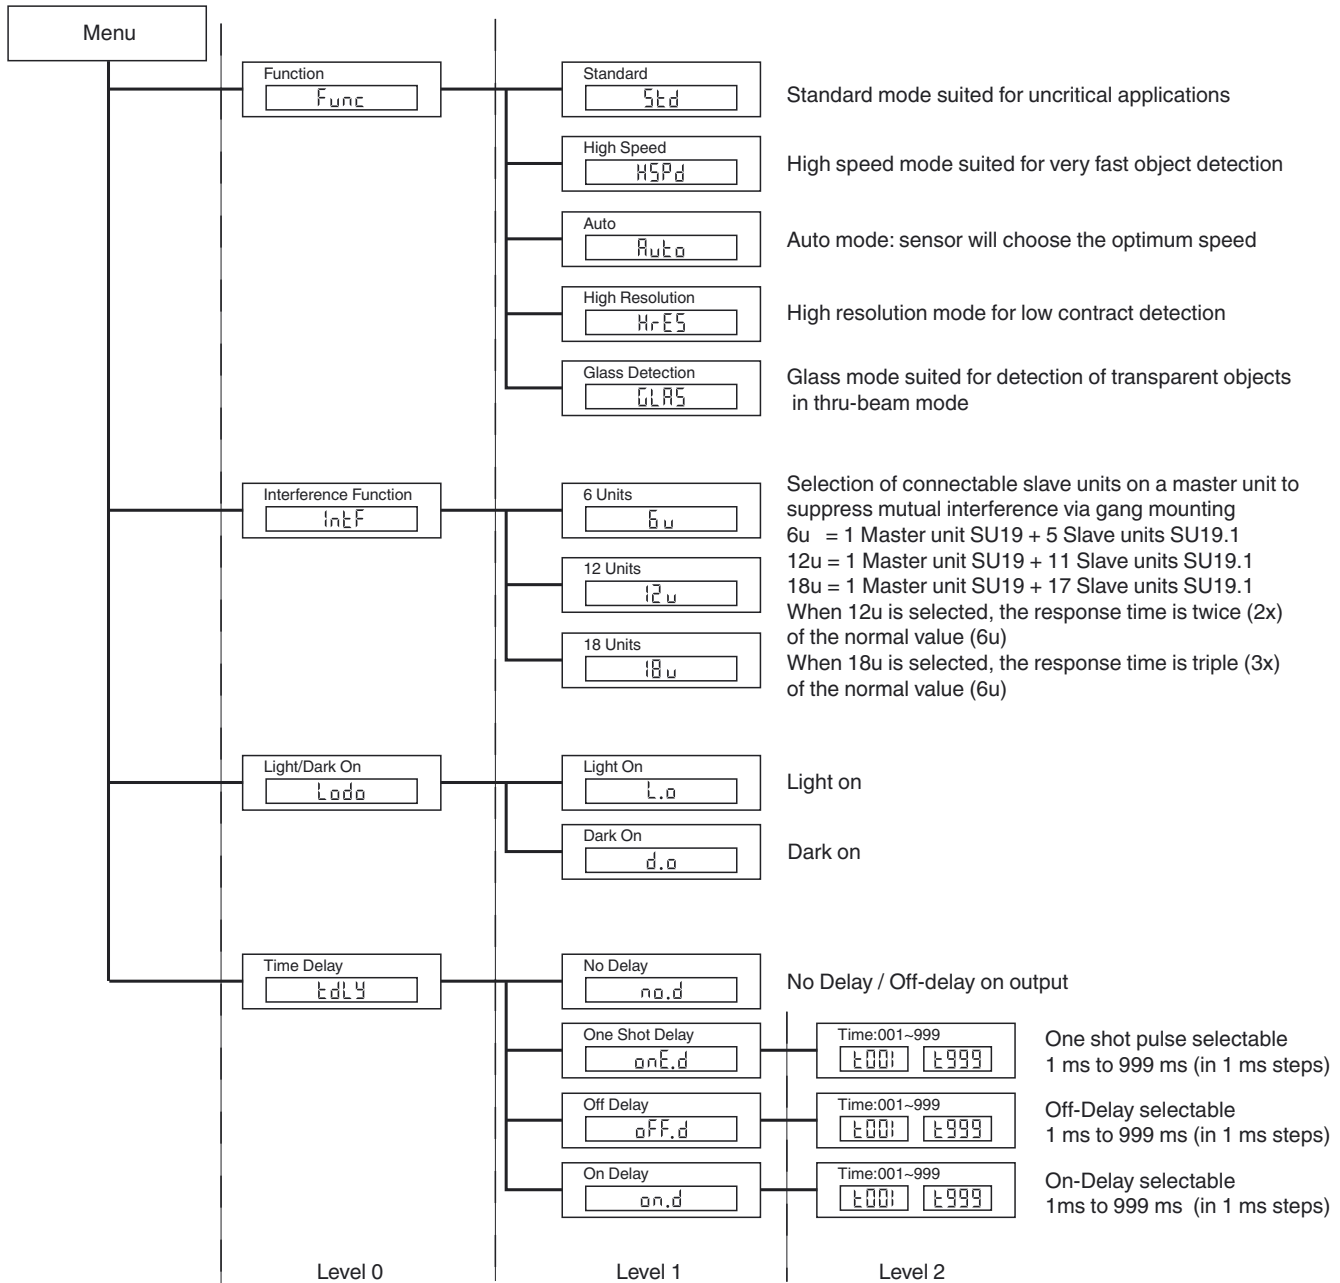 Menu
Function
Func
Standard
Std
Standard mode suited for uncritical applications
High Speed
HSPd
High speed mode suited for very fast object detection
Auto
Auto
Auto mode: sensor will choose the optimum speed
High Resolution
HrES
High resolution mode for low contract detection
Glass Detection
GLAS
Glass mode suited for detection of transparent objects
in thru-beam mode
Interference Function
IntF
6 Units
6u
12 Units
12u
18 Units
18u
Selection of connectable slave units on a master unit to
suppress mutual interference via gang mounting
6u = 1 Master unit SU19 + 5 Slave units SU19.1
12u = 1 Master unit SU19 + 11 Slave units SU19.1
18u = 1 Master unit SU19 + 17 Slave units SU19.1
When 12u is selected, the response time is twice (2x)
of the normal value (6u)
When 18u is selected, the response time is triple (3x)
of the normal value (6u)
Light/Dark On
Lodo
Light On
L.o
Light on
Dark On
d.o
Dark on
Time Delay
tdLY
No Delay
no.d
No Delay / Off-delay on output
One Shot Delay
onE.d
Time:001~999
t001 t999
One shot pulse selectable
1 ms to 999 ms (in 1 ms steps)
Off Delay
oFF.d
Time:001~999
t001 t999
Off-Delay selectable
1 ms to 999 ms (in 1 ms steps)
On Delay
on.d
Time:001~999
t001 t999
On-Delay selectable
1ms to 999 ms (in 1 ms steps)
Level 0 Level 1 Level 2